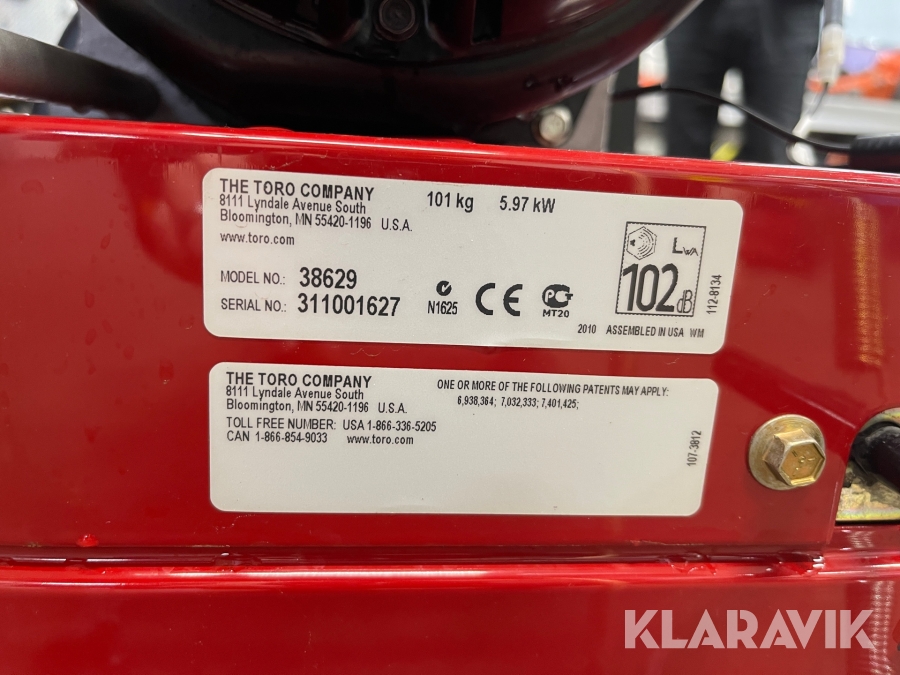 THE TORO COMPANY
8111 Lyndale Avenue South
Bloomington, MN 55420-1196 U.S.A.
www.toro.com
101 kg 5.97 kW
MODEL NO.: 38629
SERIAL NO.: 311001627
N1625
CE
PCT
MT20
LWA
102 dB
2010 ASSEMBLED IN USA WM
112-8134
THE TORO COMPANY
8111 Lyndale Avenue South
Bloomington, MN 55420-1196 U.S.A.
TOLL FREE NUMBER: USA 1-866-336-5205
CAN 1-866-854-9033 www.toro.com
ONE OR MORE OF THE FOLLOWING PATENTS MAY APPLY:
6,938,364; 7,032,333; 7,401,425;
107-3812
KLARAVIK